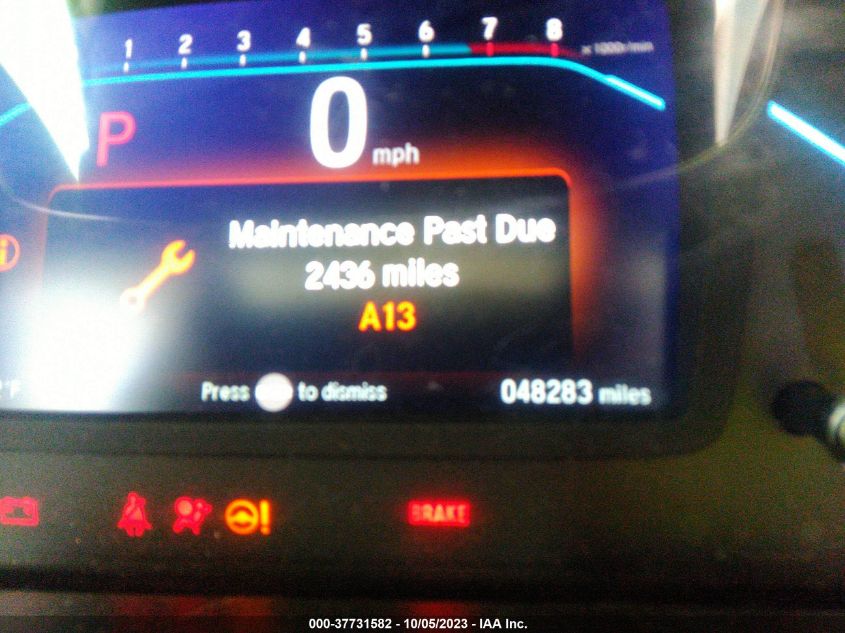 1 2 3 4 5 6 7 8 x 1000r/min
P 0 mph
Maintenance Past Due
2436 miles
A13
Press to dismiss 048283 miles
BRAKE
000-37731582 - 10/05/2023 - IAA Inc.